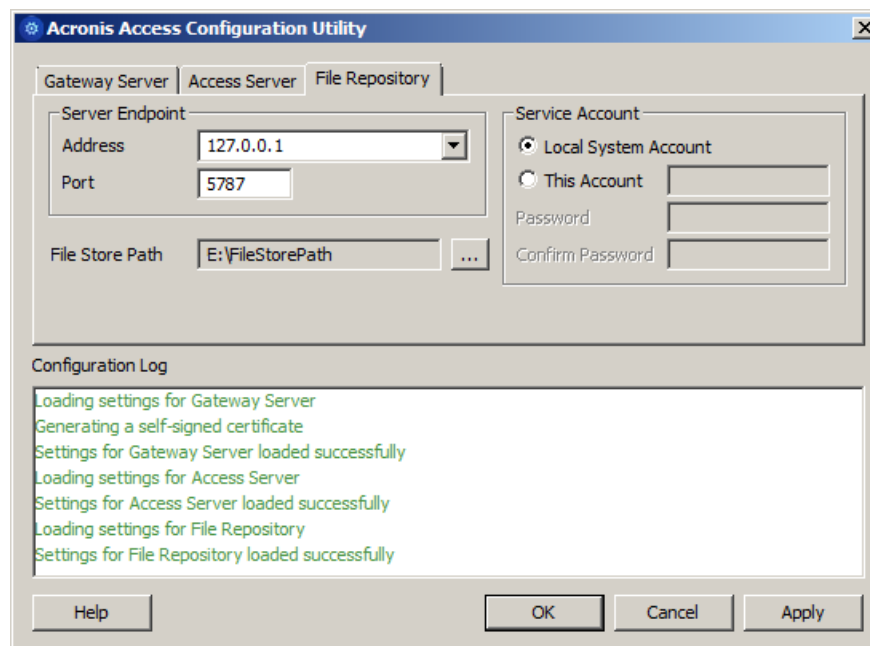 Acronis Access Configuration Utility
Gateway Server Access Server File Repository
Server Endpoint
Address 127.0.0.1
Port 5787
File Store Path E:\FileStorePath ...
Service Account
Local System Account
This Account
Password
Confirm Password
Configuration Log
Loading settings for Gateway Server
Generating a self-signed certificate
Settings for Gateway Server loaded successfully
Loading settings for Access Server
Settings for Access Server loaded successfully
Loading settings for File Repository
Settings for File Repository loaded successfully
Help OK Cancel Apply